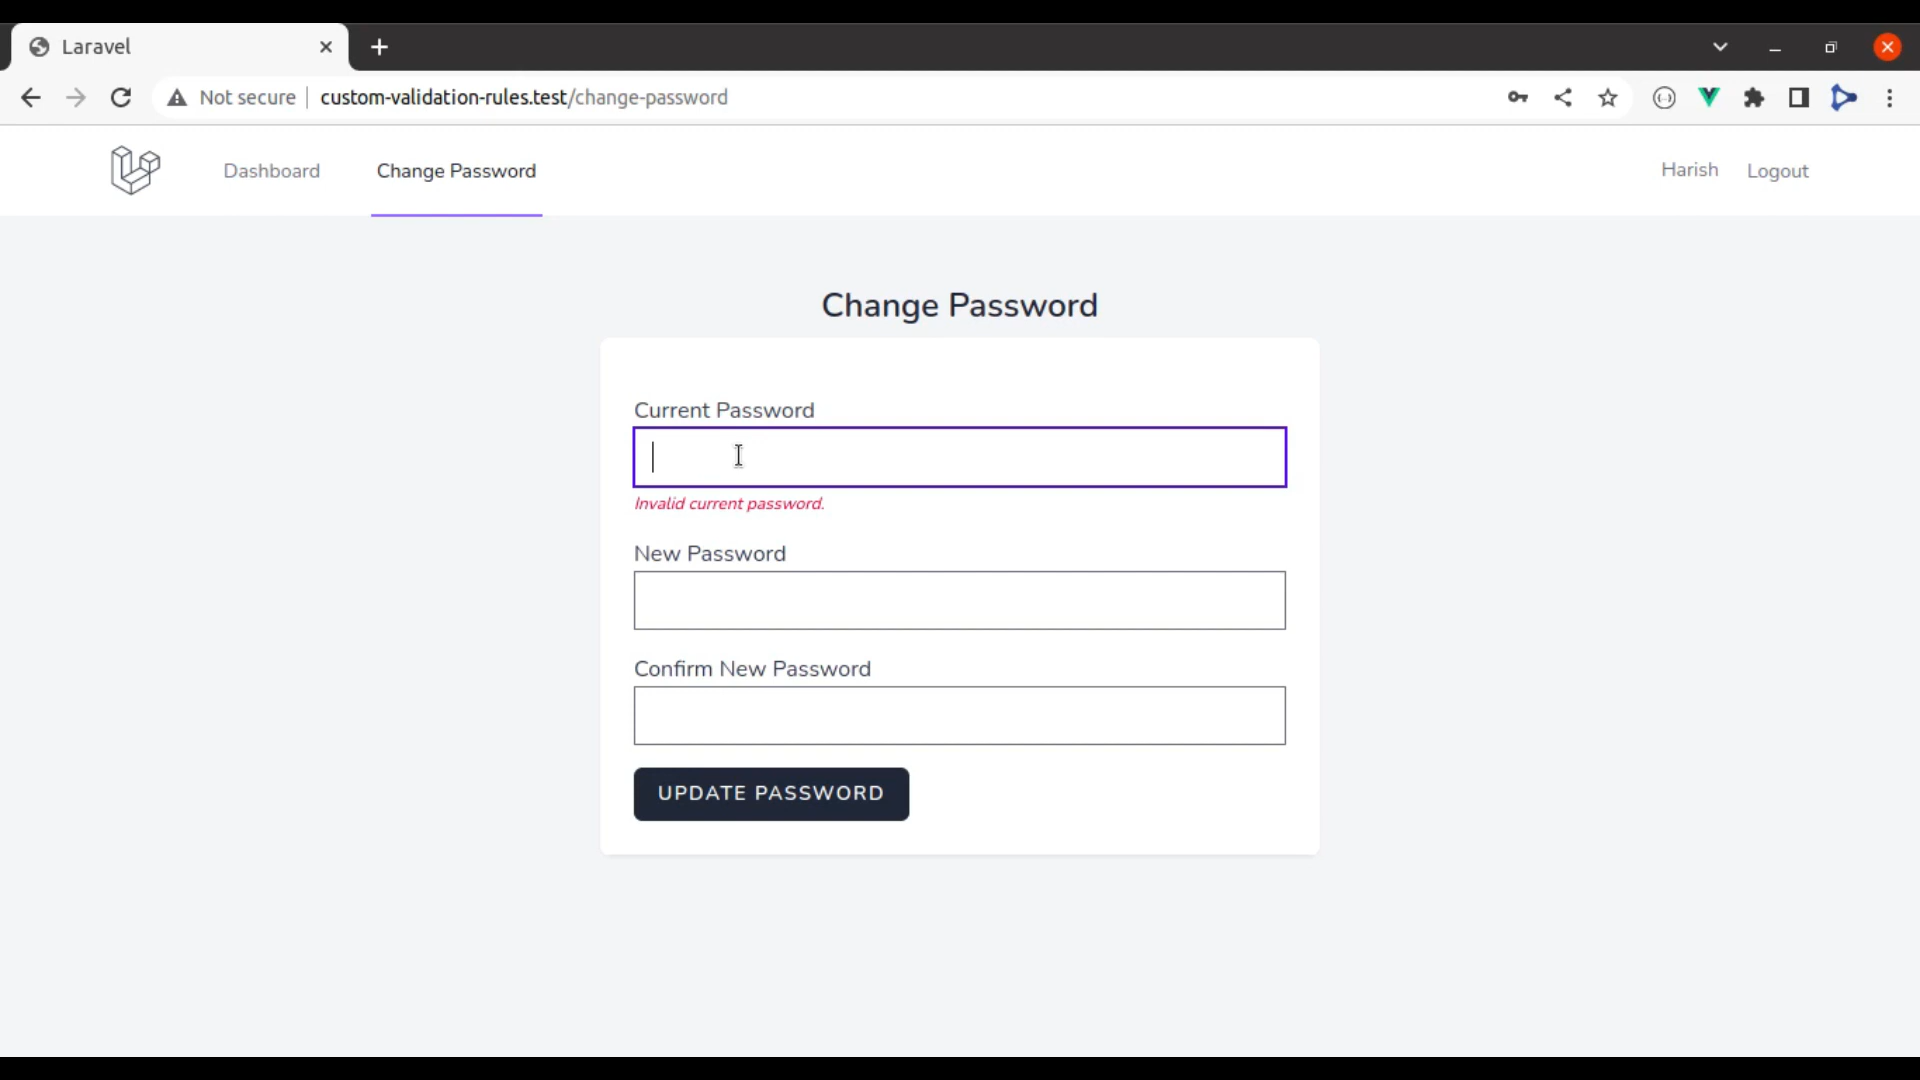 Laravel
Not secure custom-validation-rules.test/change-password
Dashboard Change Password Harish Logout
Change Password
Current Password
Invalid current password.
New Password
Confirm New Password
UPDATE PASSWORD